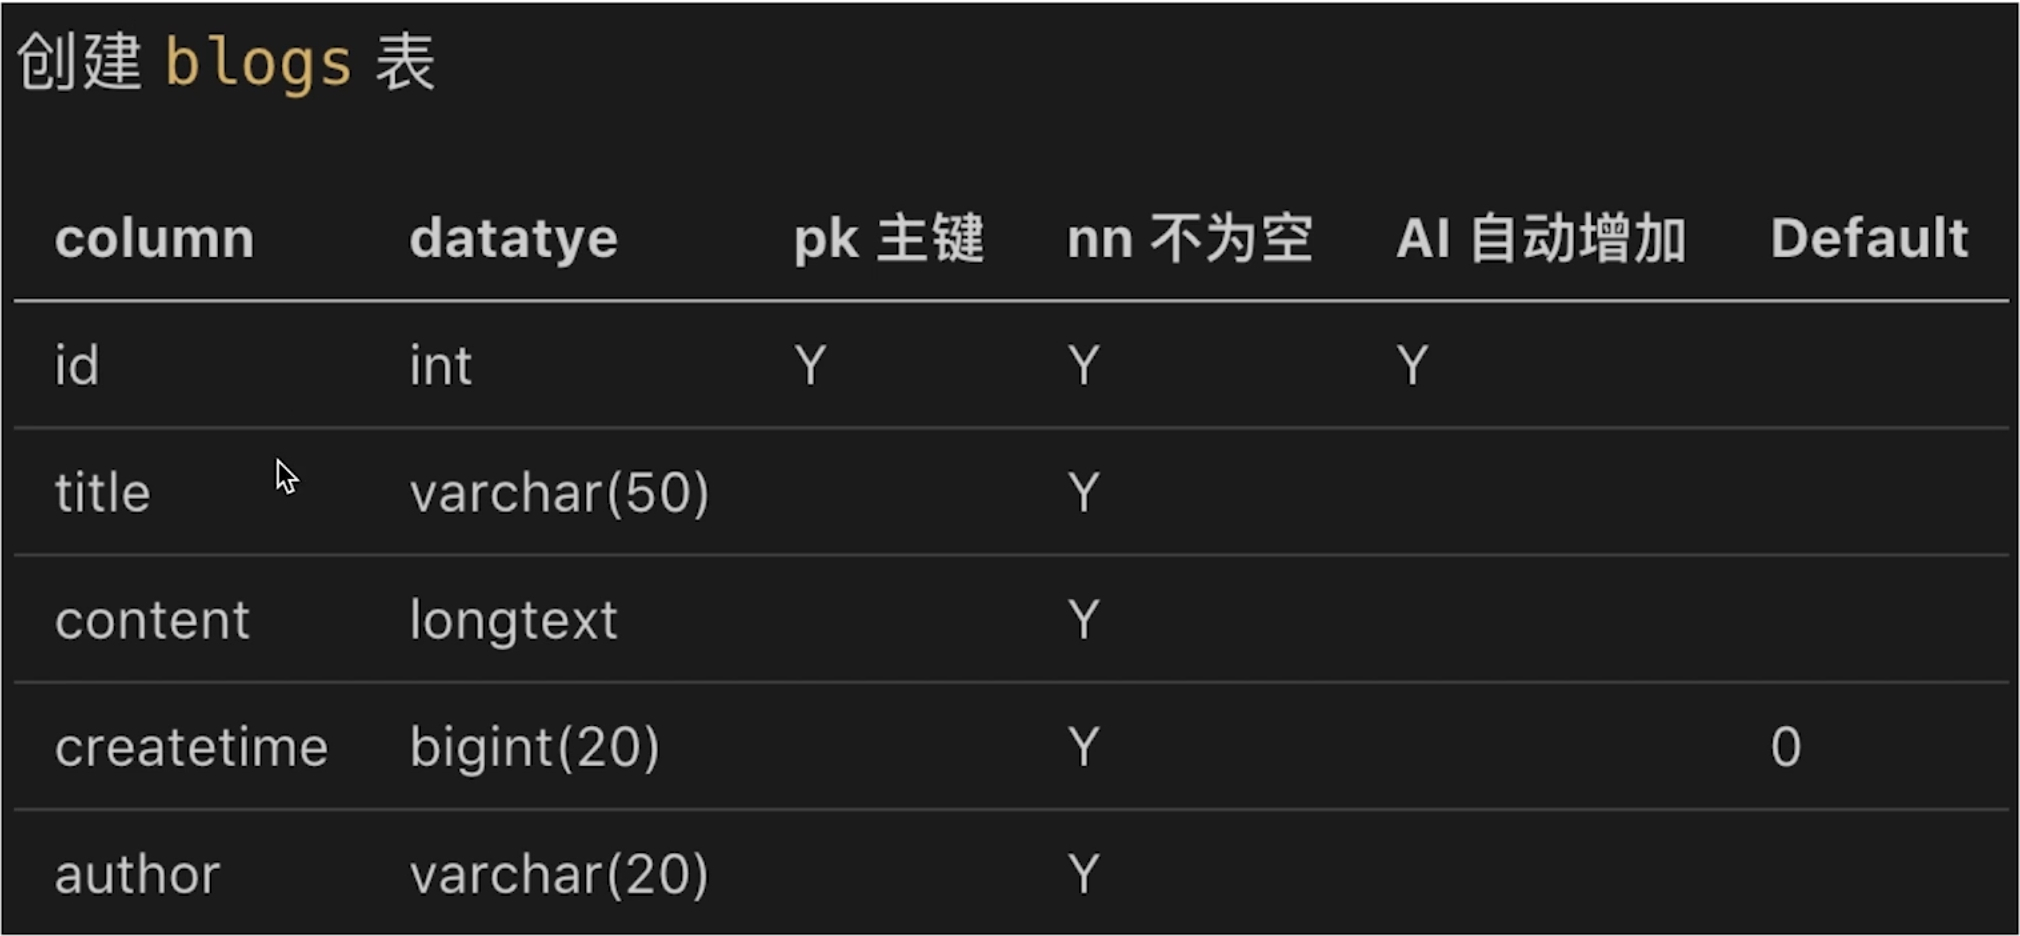 创建 blogs 表
column datatye pk 主键 nn 不为空 AI 自动增加 Default
id int Y Y Y
title varchar(50) Y
content longtext Y
createtime bigint(20) Y 0
author varchar(20) Y